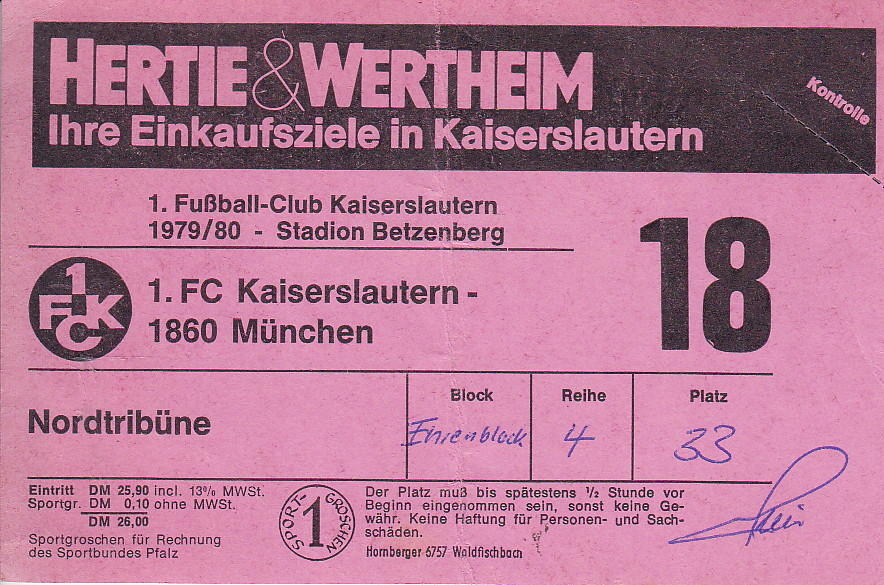 HERTIE & WERTHEIM
Ihre Einkaufsziele in Kaiserslautern
Kontrolle
1. Fußball-Club Kaiserslautern
1979/80 - Stadion Betzenberg
18
1 FCK
1. FC Kaiserslautern -
1860 München
Nordtribüne
Block
Ehrenblock
Reihe
4
Platz
33
Eintritt DM 25,90 incl. 13% MWSt.
Sportgr. DM 0,10 ohne MWSt.
DM 26,00
Sportgroschen für Rechnung
des Sportbundes Pfalz
SPORT- 1 GROSCHEN
Der Platz muß bis spätestens ½ Stunde vor
Beginn eingenommen sein, sonst keine Ge-
währ. Keine Haftung für Personen- und Sach-
schäden.
Hornberger 6757 Waldfischbach